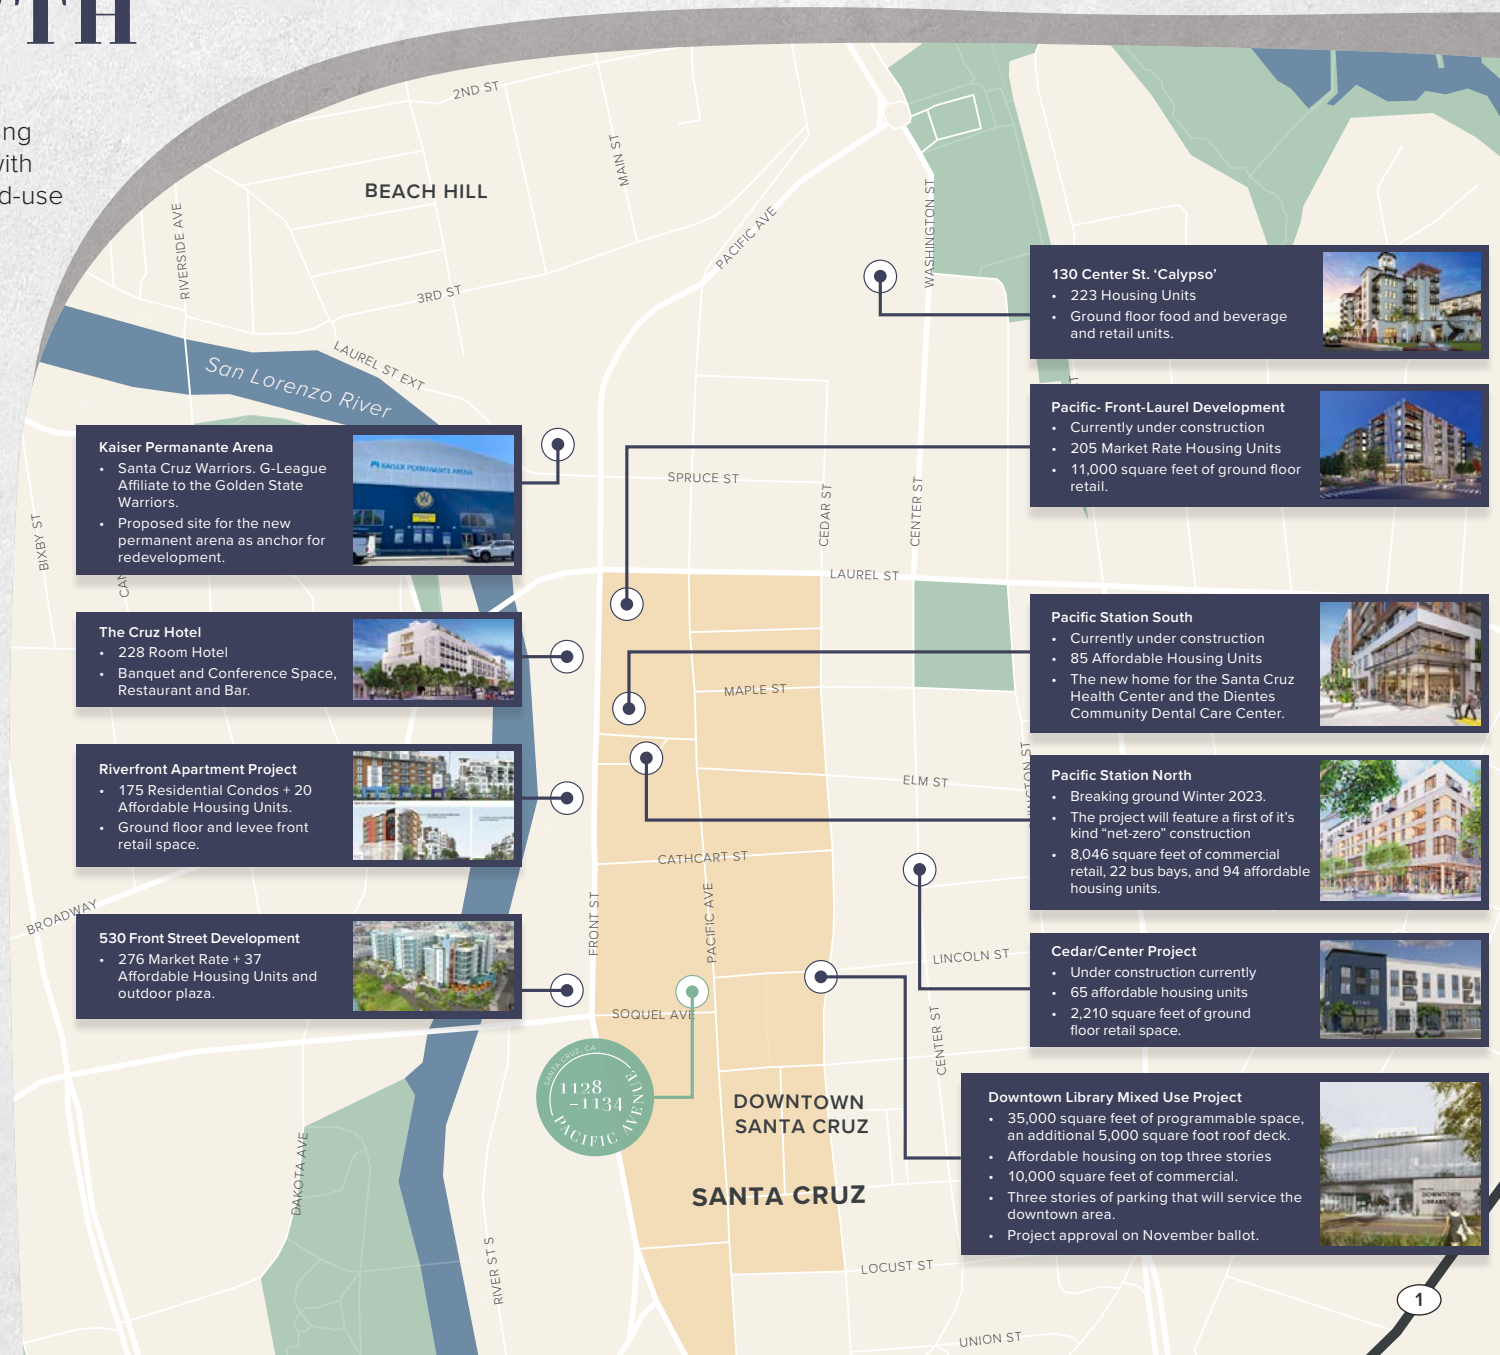 TH
ng
with
d-use
2ND ST
MAIN ST
BEACH HILL
RIVERSIDE AVE
PACIFIC AVE
WASHINGTON ST
3RD ST
LAUREL ST EXT
San Lorenzo River
130 Center St. ‘Calypso’
• 223 Housing Units
• Ground floor food and beverage
and retail units.
Pacific- Front-Laurel Development
• Currently under construction
• 205 Market Rate Housing Units
• 11,000 square feet of ground floor
retail.
Kaiser Permanante Arena
• Santa Cruz Warriors. G-League
Affiliate to the Golden State
Warriors.
• Proposed site for the new
permanent arena as anchor for
redevelopment.
KAISER PERMANENTE ARENA
SPRUCE ST
CEDAR ST
CENTER ST
BIXBY ST
LAUREL ST
The Cruz Hotel
• 228 Room Hotel
• Banquet and Conference Space,
Restaurant and Bar.
Pacific Station South
• Currently under construction
• 85 Affordable Housing Units
• The new home for the Santa Cruz
Health Center and the Dientes
Community Dental Care Center.
MAPLE ST
Riverfront Apartment Project
• 175 Residential Condos + 20
Affordable Housing Units.
• Ground floor and levee front
retail space.
ELM ST
Pacific Station North
• Breaking ground Winter 2023.
• The project will feature a first of it’s
kind “net-zero” construction
• 8,046 square feet of commercial
retail, 22 bus bays, and 94 affordable
housing units.
CATHCART ST
BROADWAY
FRONT ST
PACIFIC AVE
530 Front Street Development
• 276 Market Rate + 37
Affordable Housing Units and
outdoor plaza.
LINCOLN ST
Cedar/Center Project
• Under construction currently
• 65 affordable housing units
• 2,210 square feet of ground
floor retail space.
SOQUEL AVE
CENTER ST
SANTA CRUZ, CA
1128
–1134
PACIFIC AVENUE
DOWNTOWN
SANTA CRUZ
SANTA CRUZ
Downtown Library Mixed Use Project
• 35,000 square feet of programmable space,
an additional 5,000 square foot roof deck.
• Affordable housing on top three stories
• 10,000 square feet of commercial.
• Three stories of parking that will service the
downtown area.
• Project approval on November ballot.
DOWNTOWN
LIBRARY
DAKOTA AVE
RIVER ST S
LOCUST ST
UNION ST
1